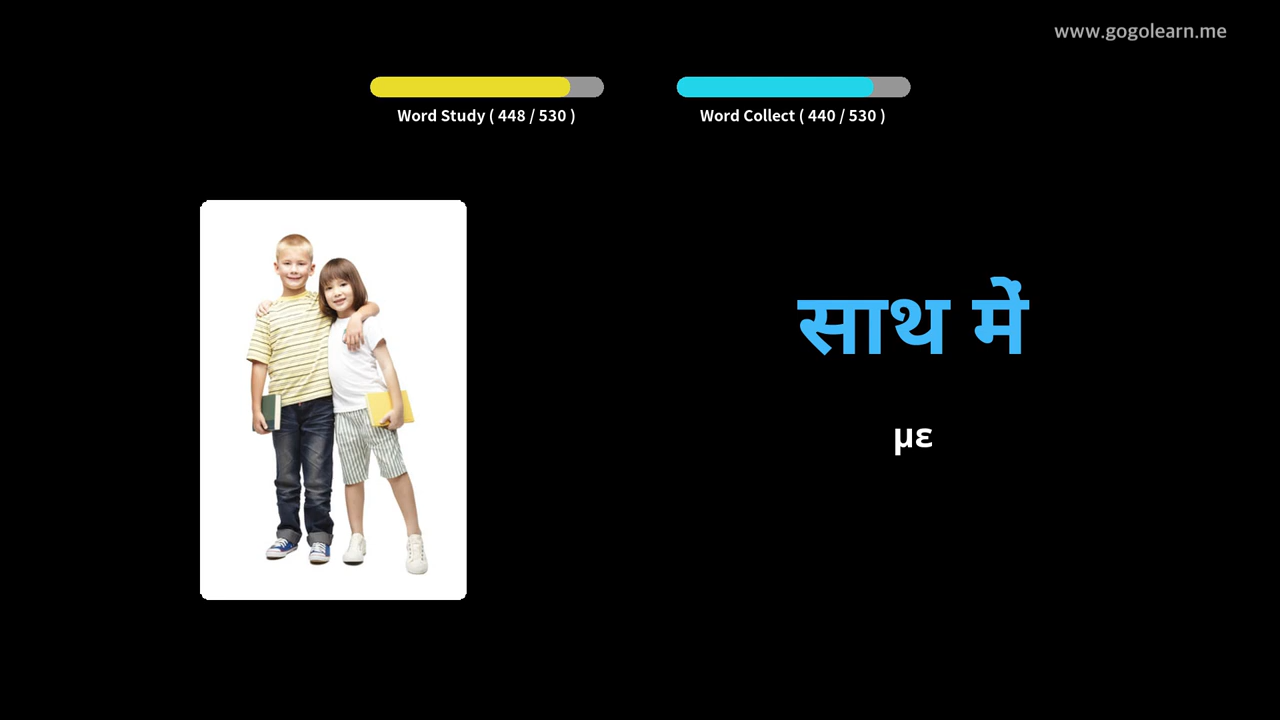 www.gogolearn.me
Word Study ( 448 / 530 )
Word Collect ( 440 / 530 )
साथ में
με